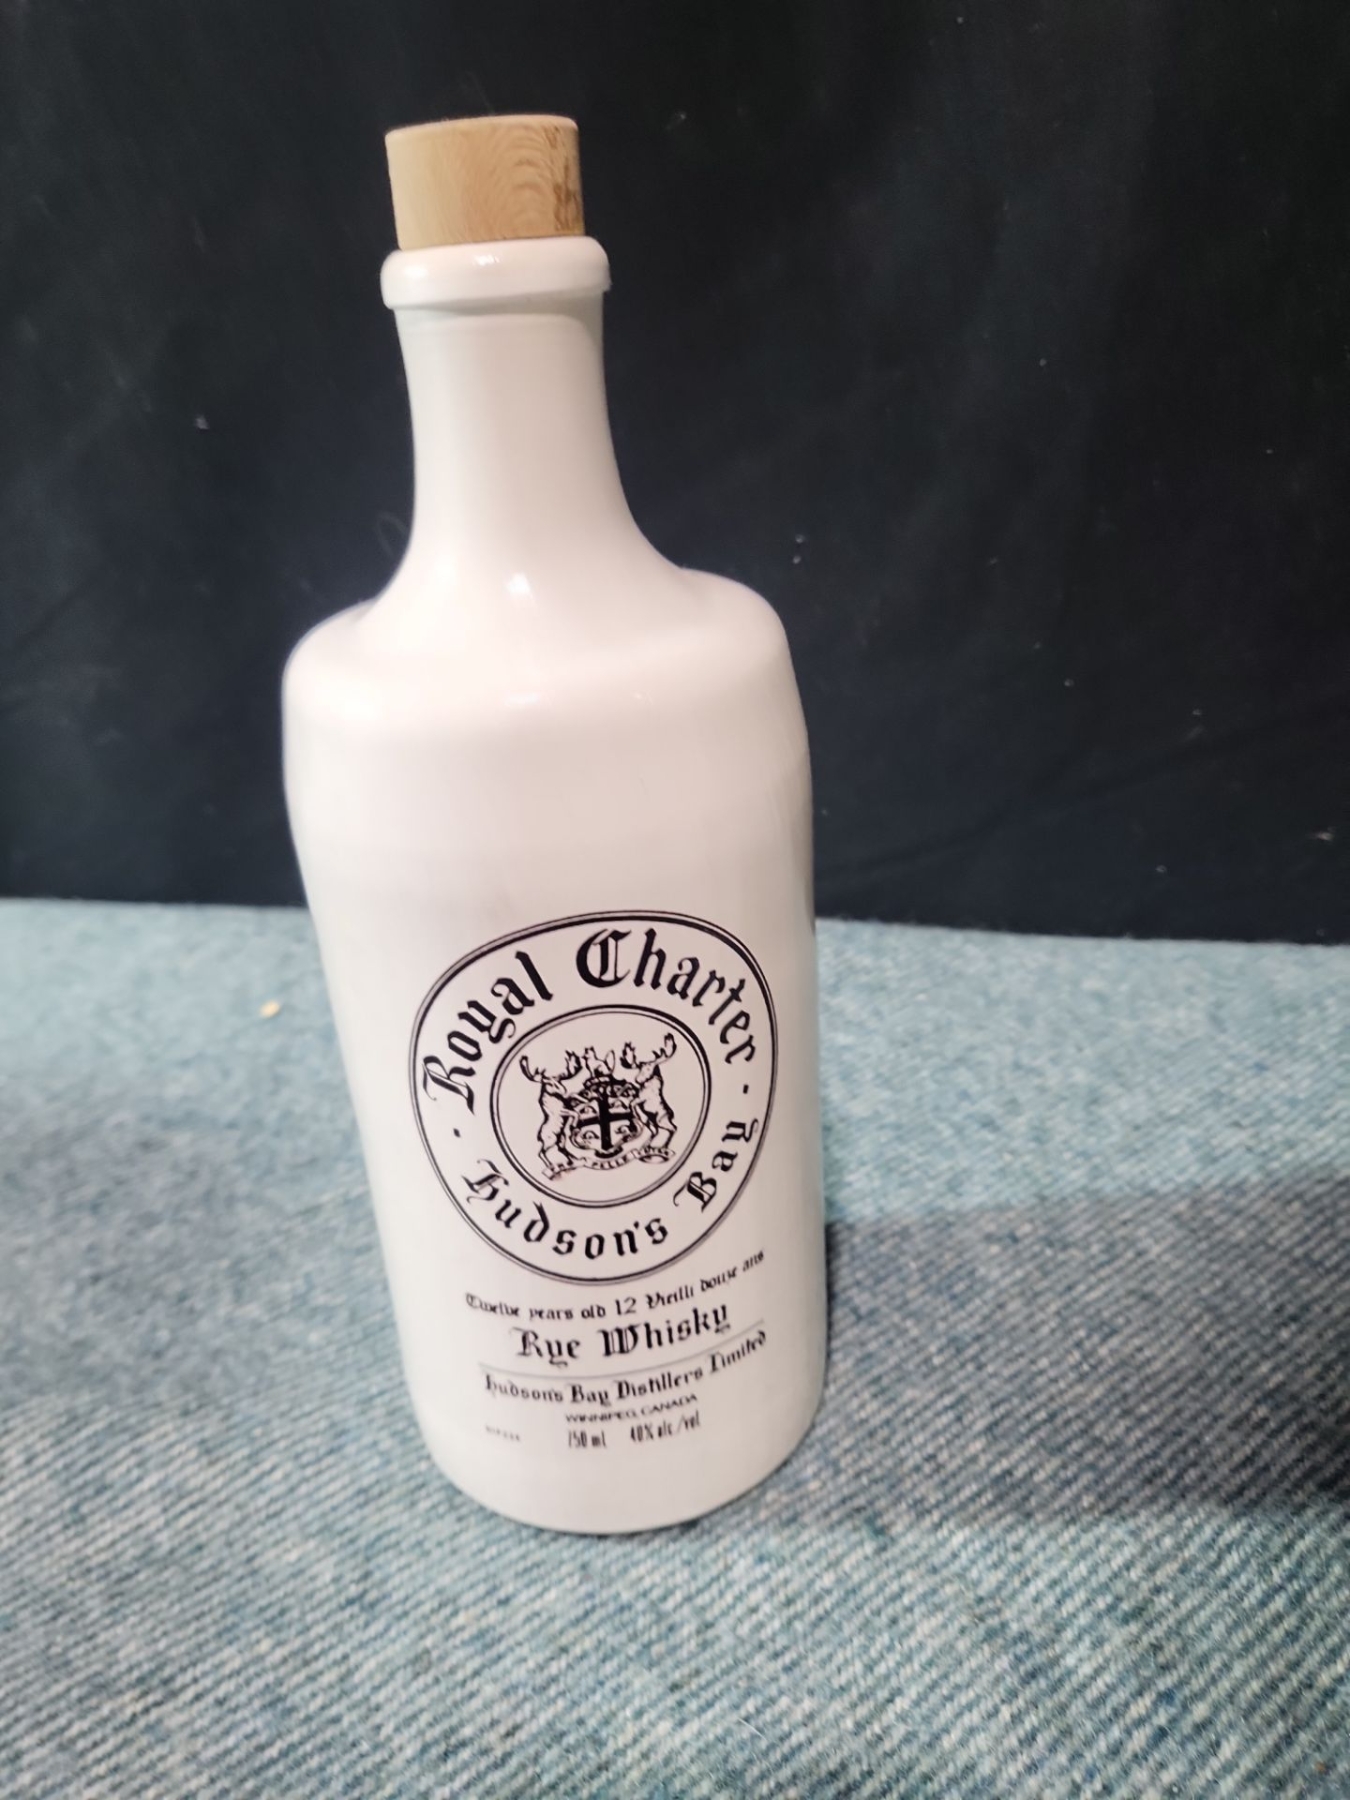 Royal Charter
· Hudson's Bay ·
PELLE
Twelve years old 12 Vieilli douze ans
Rye Whisky
Hudson's Bay Distillers Limited
WINNIPEG, CANADA
750 ml 40% alc/vol